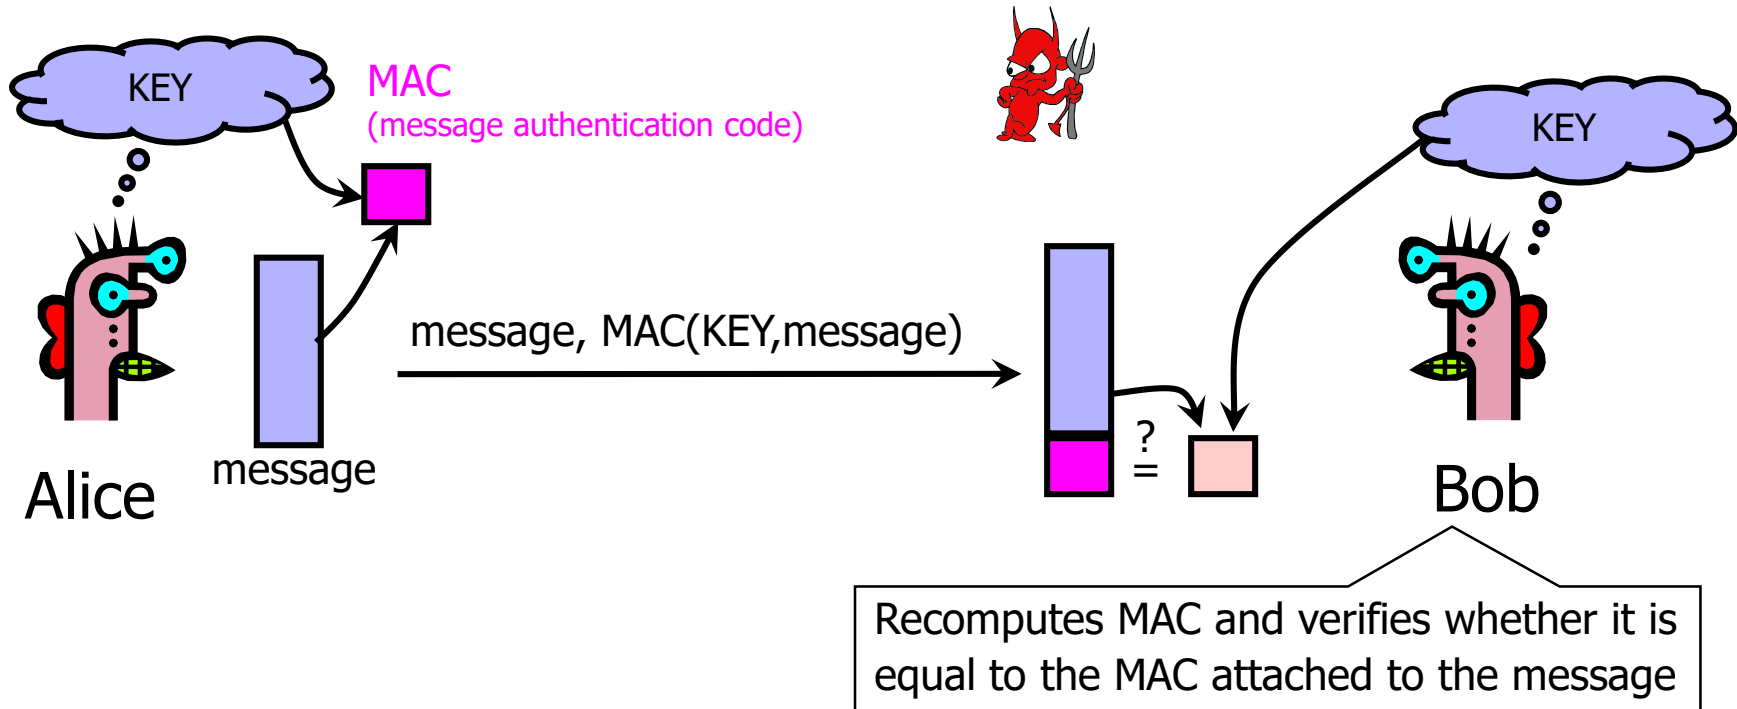 KEY
MAC
(message authentication code)
KEY
message, MAC(KEY,message)
?
=
message
Alice
Bob
Recomputes MAC and verifies whether it is
equal to the MAC attached to the message